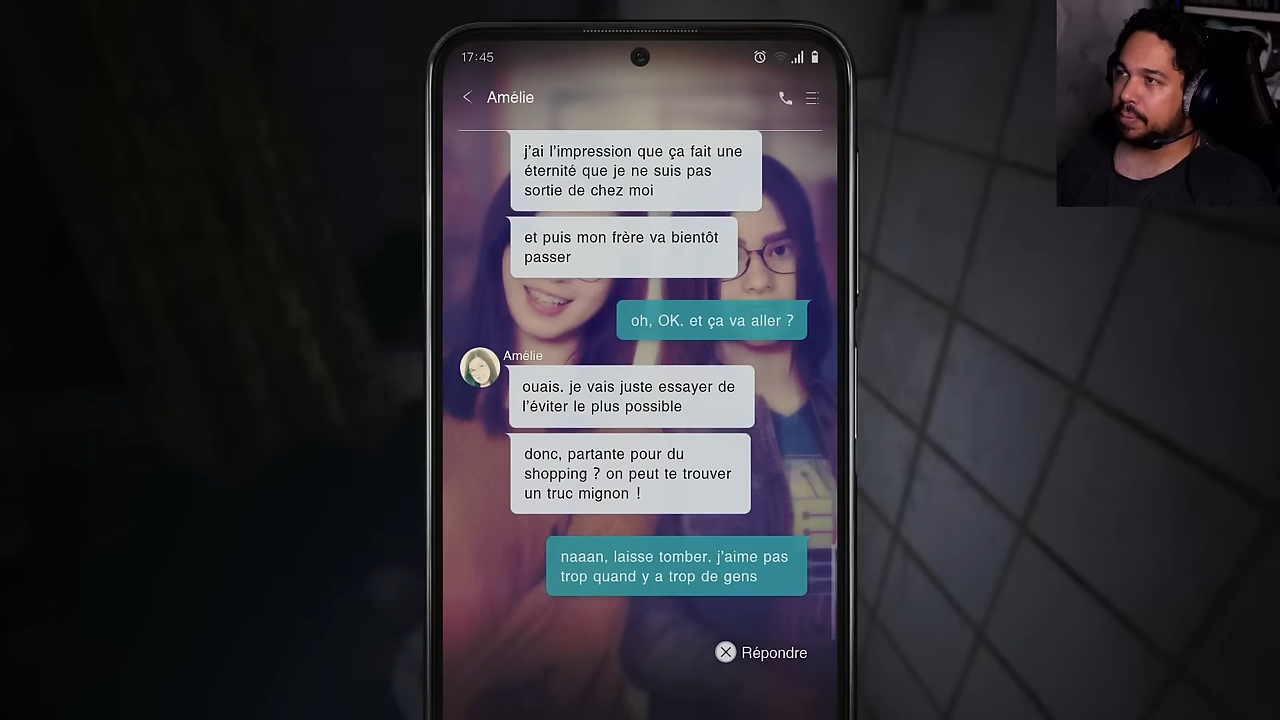 17:45
Amélie
j'ai l'impression que ça fait une
éternité que je ne suis pas
sortie de chez moi
et puis mon frère va bientôt
passer
oh, OK. et ça va aller ?
Amélie
ouais. je vais juste essayer de
l'éviter le plus possible
donc, partante pour du
shopping ? on peut te trouver
un truc mignon !
naaan, laisse tomber. j'aime pas
trop quand y a trop de gens
Répondre